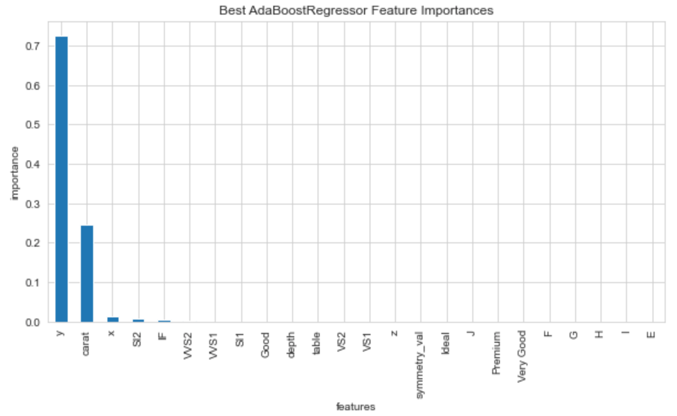 Best AdaBoostRegressor Feature Importances
importance
0.7
0.6
0.5
0.4
0.3
0.2
0.1
0.0
y
carat
x
SI2
IF
VVS2
VVS1
SI1
Good
depth
table
VS2
VS1
z
symmetry_val
Ideal
J
Premium
Very Good
F
G
H
I
E
features